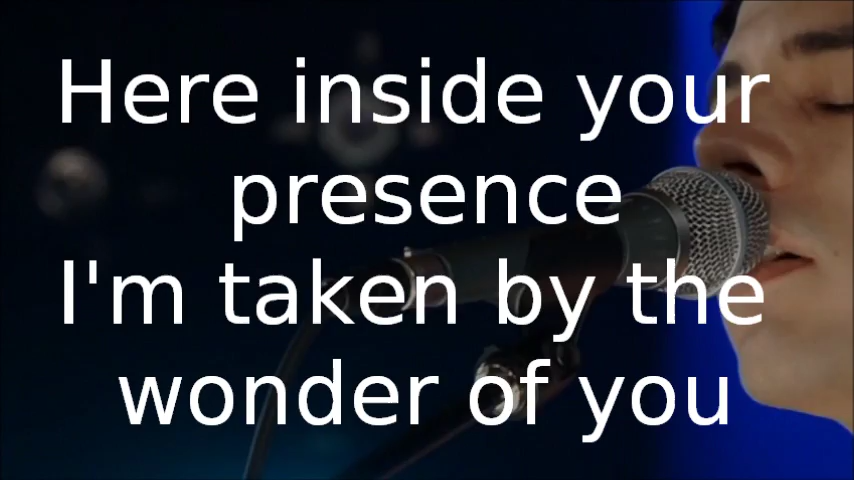 Here inside your
presence
I'm taken by the
wonder of you